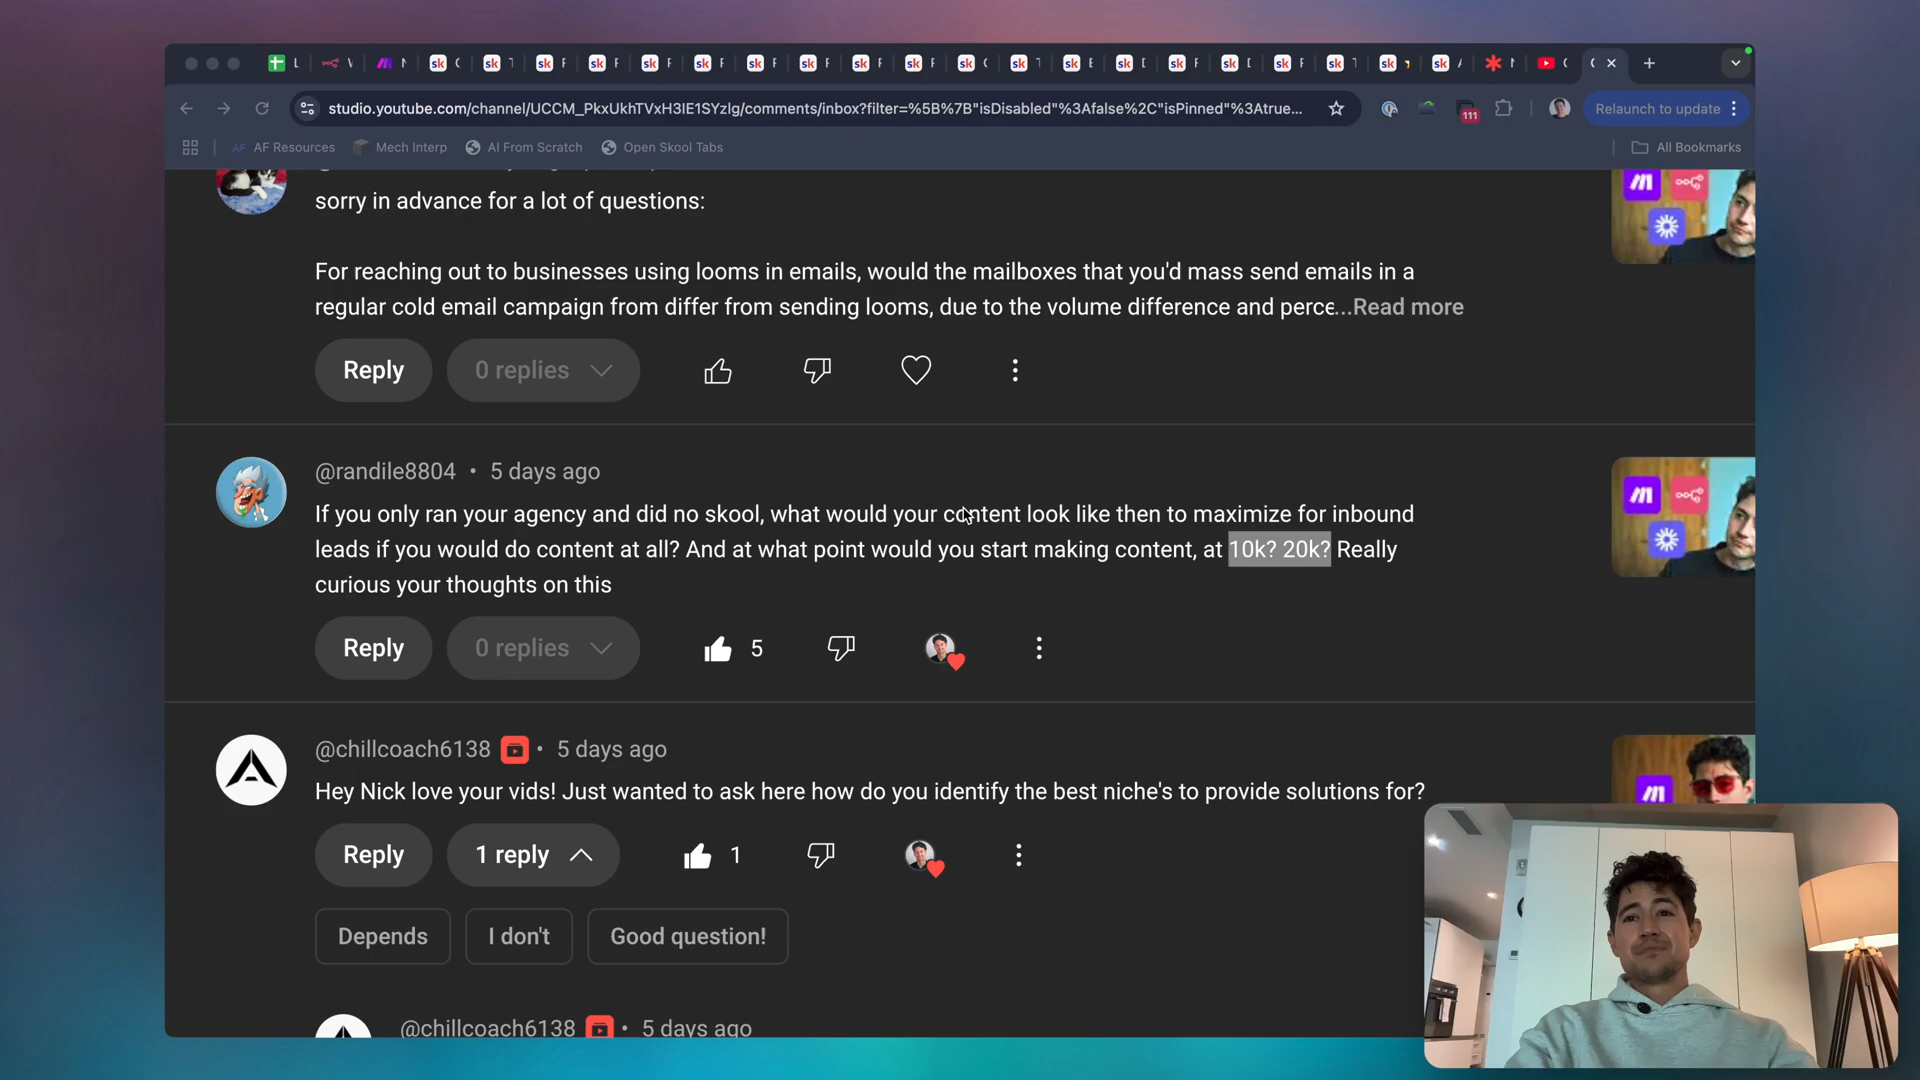 studio.youtube.com/channel/UCCM_PkxUkhTVxH3IE1SYzlg/comments/inbox?filter=%5B%7B"isDisabled"%3Afalse%2C"isPinned"%3Atrue...
111
Relaunch to update
AF Resources
Mech Interp
AI From Scratch
Open Skool Tabs
All Bookmarks
sorry in advance for a lot of questions:
For reaching out to businesses using looms in emails, would the mailboxes that you'd mass send emails in a
regular cold email campaign from differ from sending looms, due to the volume difference and perce...Read more
Reply
0 replies
@randile8804 • 5 days ago
If you only ran your agency and did no skool, what would your content look like then to maximize for inbound
leads if you would do content at all? And at what point would you start making content, at 10k? 20k? Really
curious your thoughts on this
Reply
0 replies
5
@chillcoach6138 • 5 days ago
Hey Nick love your vids! Just wanted to ask here how do you identify the best niche's to provide solutions for?
Reply
1 reply
1
Depends
I don't
Good question!
@chillcoach6138 • 5 days ago